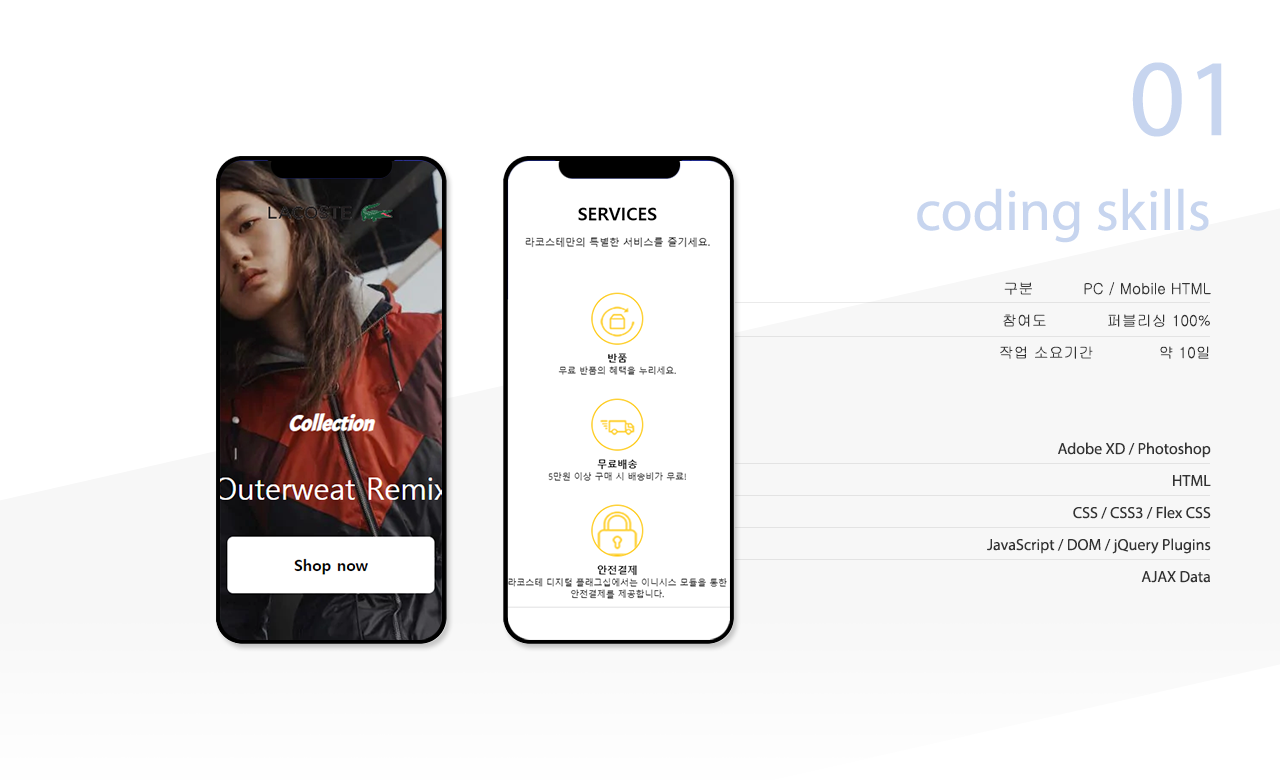 01
coding skills
구분 PC / Mobile HTML
참여도 퍼블리싱 100%
작업 소요기간 약 10일
Adobe XD / Photoshop
HTML
CSS / CSS3 / Flex CSS
JavaScript / DOM / jQuery Plugins
AJAX Data
LACOSTE
Collection
Outerweat Remix
Shop now
SERVICES
라코스테만의 특별한 서비스를 즐기세요.
반품
무료 반품의 혜택을 누리세요.
무료배송
5만원 이상 구매 시 배송비가 무료!
안전결제
라코스테 디지털 플래그십에서는 이니시스 모듈을 통한
안전결제를 제공합니다.